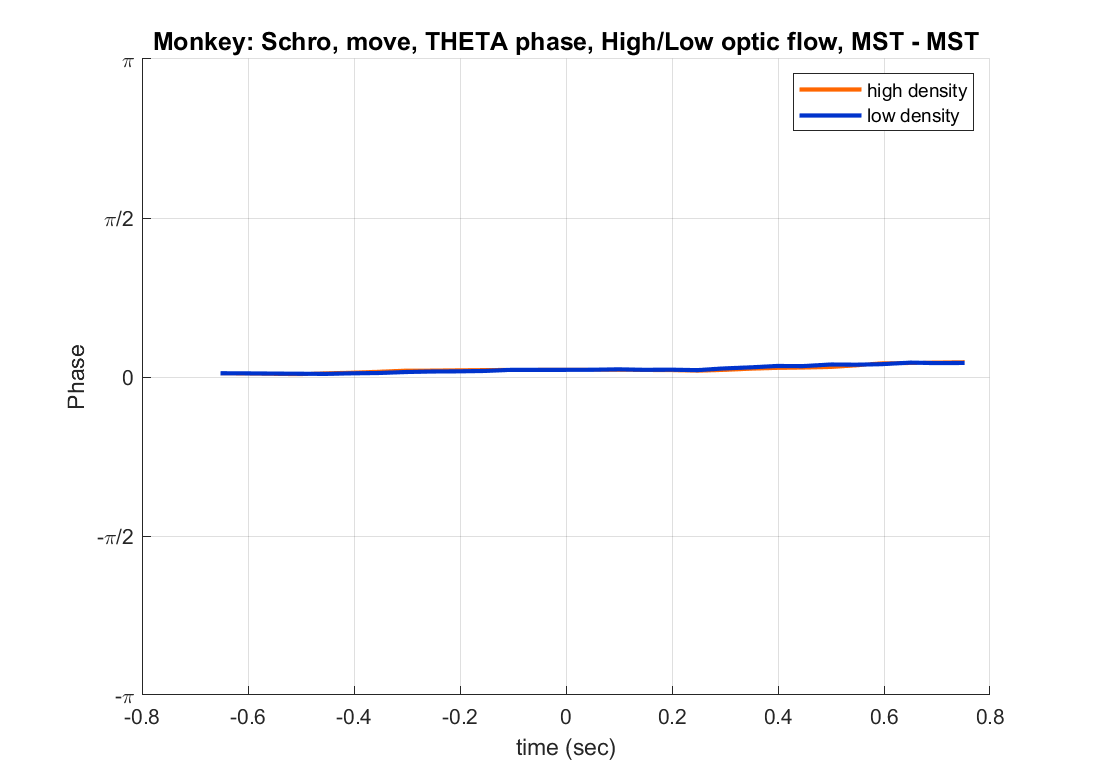 Monkey: Schro, move, THETA phase, High/Low optic flow, MST - MST
high density
low density
π
π/2
0
-π/2
-π
Phase
-0.8
-0.6
-0.4
-0.2
0
0.2
0.4
0.6
0.8
time (sec)